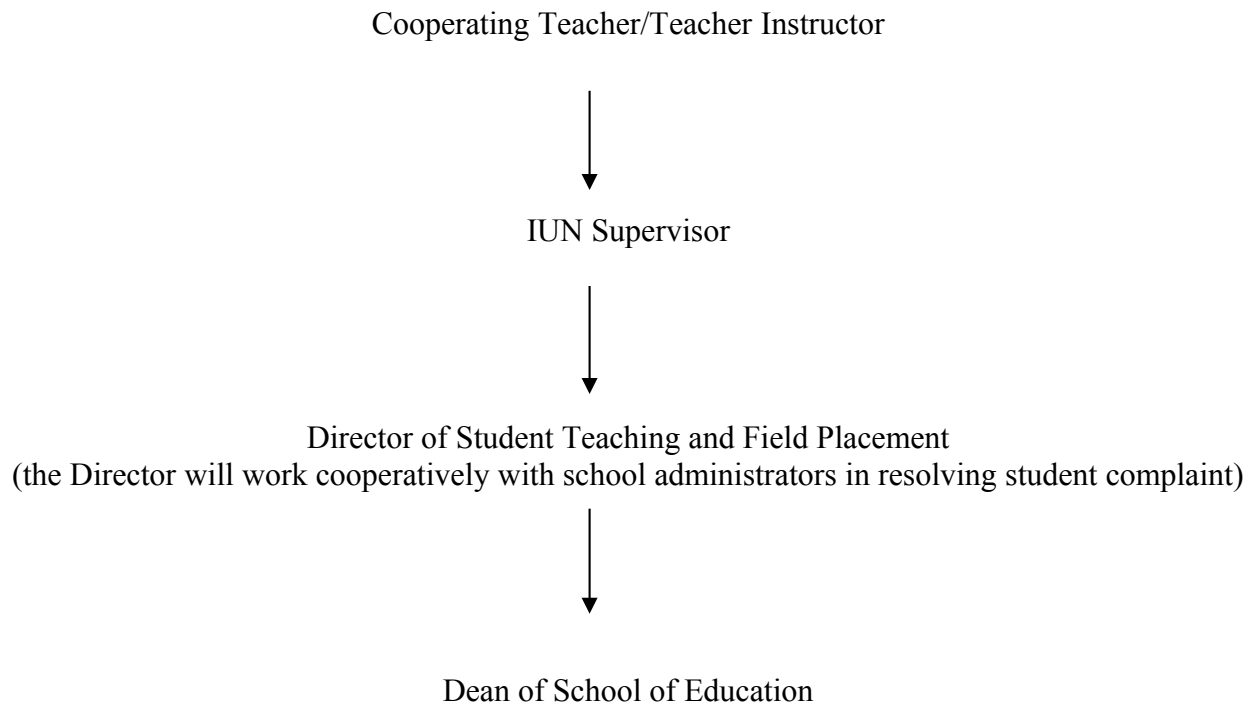 Cooperating Teacher/Teacher Instructor
IUN Supervisor
Director of Student Teaching and Field Placement
(the Director will work cooperatively with school administrators in resolving student complaint)
Dean of School of Education